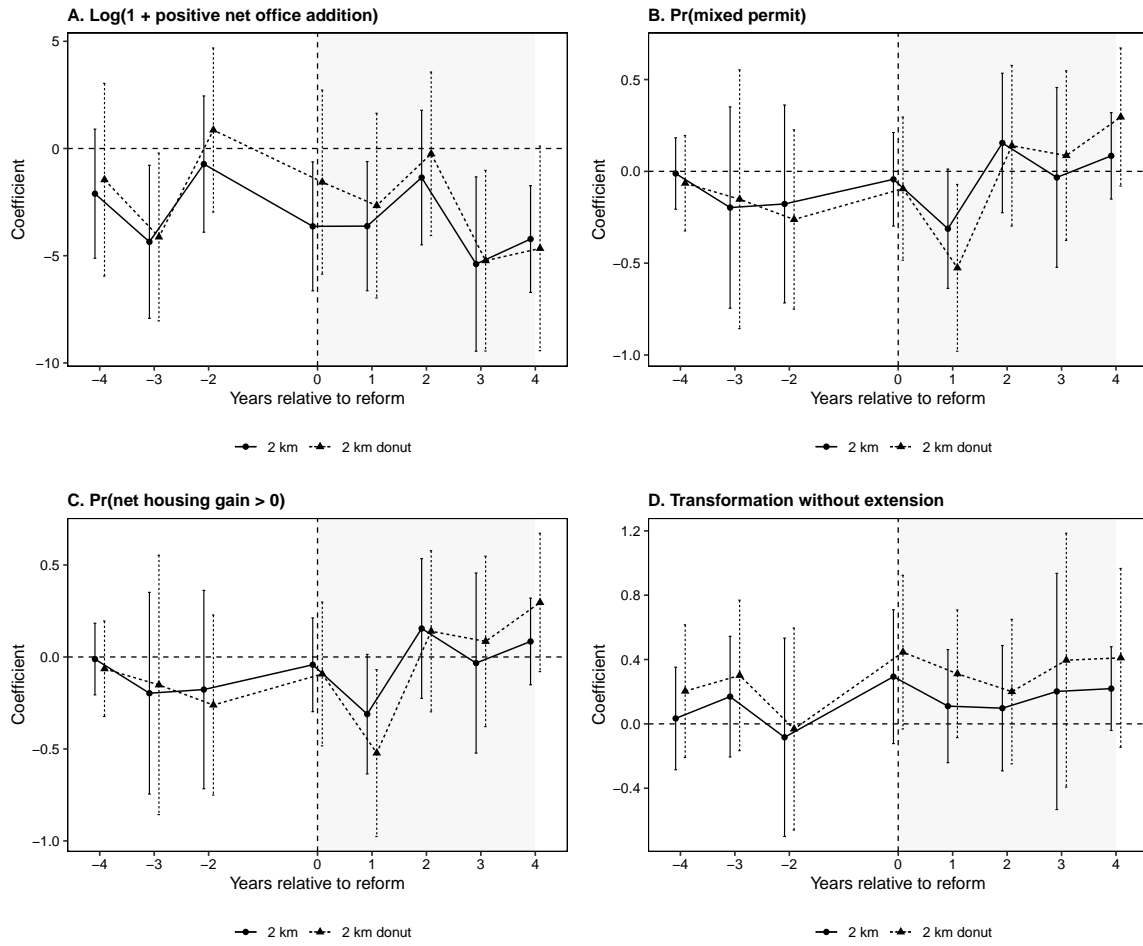 A. Log(1 + positive net office addition)
Coefficient
5
0
−5
−10
−4 −3 −2 0 1 2 3 4
Years relative to reform
2 km 2 km donut
B. Pr(mixed permit)
Coefficient
0.5
0.0
−0.5
−1.0
−4 −3 −2 0 1 2 3 4
Years relative to reform
2 km 2 km donut
C. Pr(net housing gain > 0)
Coefficient
0.5
0.0
−0.5
−1.0
−4 −3 −2 0 1 2 3 4
Years relative to reform
2 km 2 km donut
D. Transformation without extension
Coefficient
1.2
0.8
0.4
0.0
−0.4
−4 −3 −2 0 1 2 3 4
Years relative to reform
2 km 2 km donut